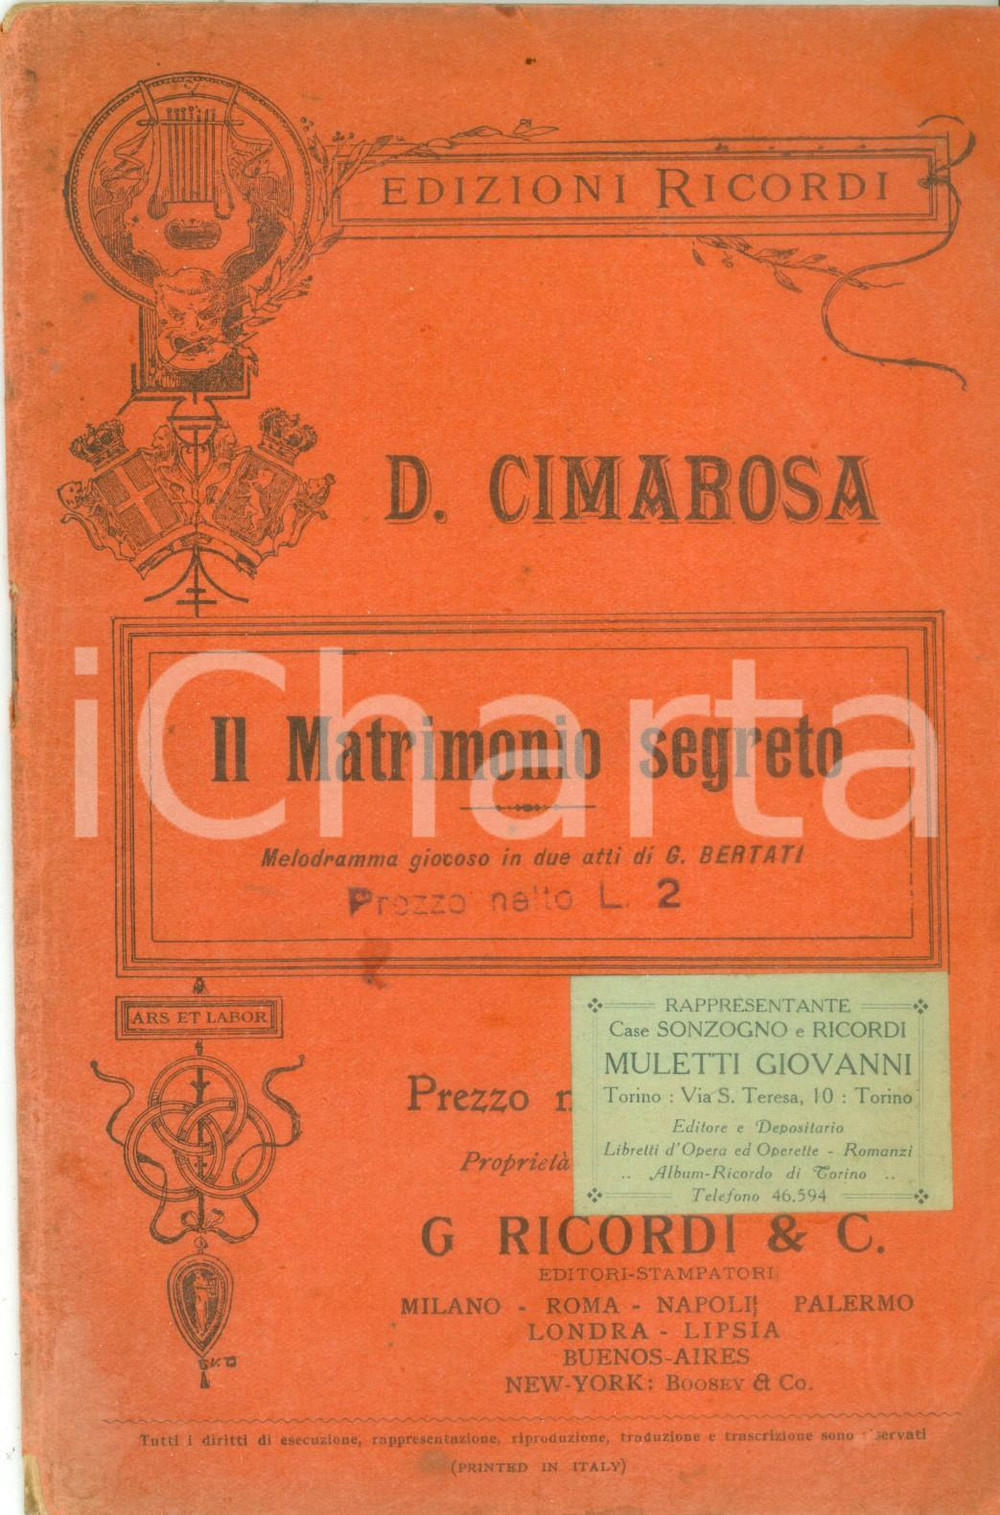 EDIZIONI RICORDI
D. CIMAROSA
iCharta
Il Matrimonio segreto
Melodramma giocoso in due atti di G. BERTATI
Prezzo netto L. 2
ARS ET LABOR
RAPPRESENTANTE
Case SONZOGNO e RICORDI
MULETTI GIOVANNI
Torino : Via S. Teresa, 10 : Torino
Editore e Depositario
Libretti d'Opera ed Operette - Romanzi
.. Album-Ricordo di Torino ..
Telefono 46.594
Prezzo n
Proprietà
G RICORDI & C.
EDITORI-STAMPATORI
MILANO - ROMA - NAPOLI PALERMO
LONDRA - LIPSIA
BUENOS-AIRES
NEW-YORK: BOOSEY & Co.
Tutti i diritti di esecuzione, rappresentazione, riproduzione, traduzione e trascrizione sono servati
(PRINTED IN ITALY)